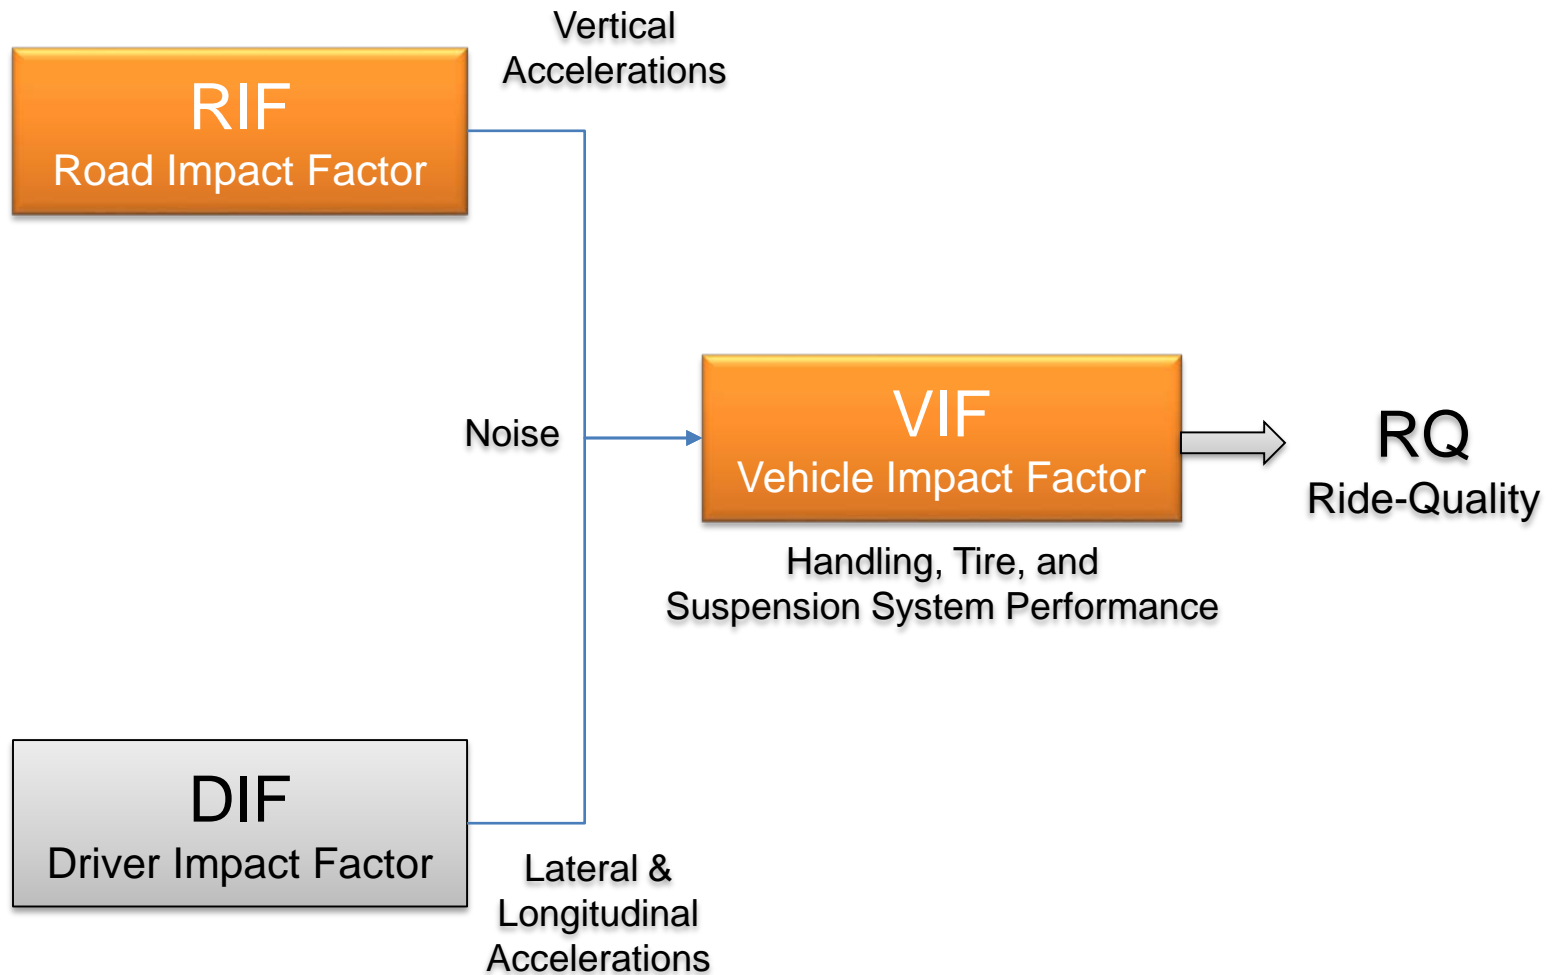 Vertical
Accelerations
RIF
Road Impact Factor
Noise
VIF
Vehicle Impact Factor
RQ
Ride-Quality
Handling, Tire, and
Suspension System Performance
DIF
Driver Impact Factor
Lateral &
Longitudinal
Accelerations